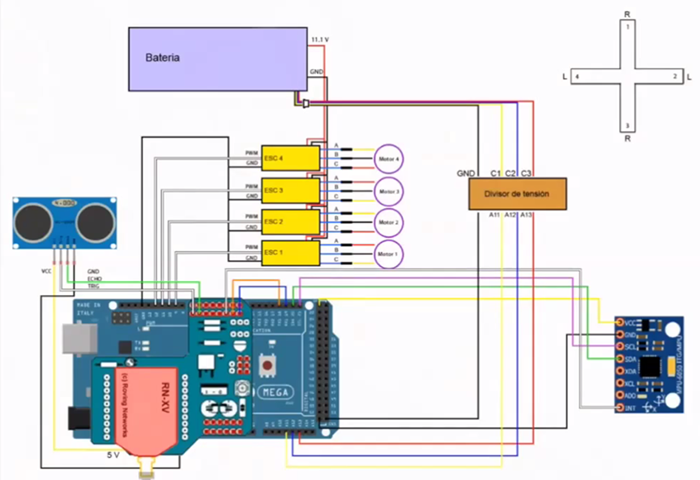 Bateria
11.1 V
GND
R
1
L
4
2
L
3
R
PWM
GND
ESC 4
A
B
C
Motor 4
PWM
GND
ESC 3
A
B
C
Motor 3
PWM
GND
ESC 2
A
B
C
Motor 2
PWM
GND
ESC 1
A
B
C
Motor 1
GND
C1
C2
C3
Divisor de tensión
A11
A12
A13
VCC
GND
ECHO
TRIG
MADE IN
ITALY
MEGA
RN-XV
(c) Roving Networks
5 V
VCC
GND
SCL
SDA
XDA
XCL
ADO
INT